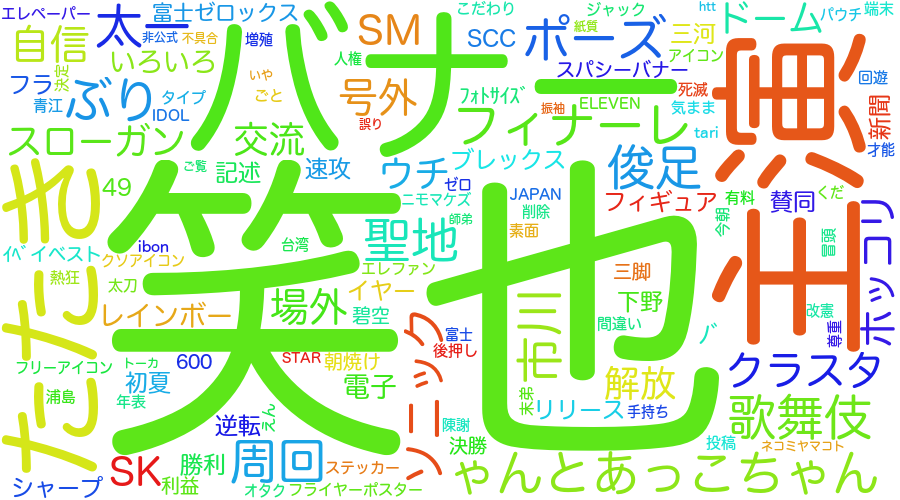 エレペーパー
太一
富士ゼロックス
SM
こだわり
ジャック
htt
ドーム
パウチ
端末
自信
非公式
不具合
増殖
バナー
人権
SCC
ポーズ
紙質
三河
アイコン
演
回遊
いろいろ
決定
いや
スパシーバナー
死滅
新聞
フラ
ぶり
タイプ
ごと
号外
ﾌｫﾄｻｲｽﾞ
振袖
ELEVEN
気まま
青江
IDOL
誤り
フィナーレ
tari
才能
スローガン
交流
ウチ
ブレックス
俊足
たたき
ご覧
記述
速攻
ゼロ
JAPAN
フィギュア
有料
賛同
くだ
49
笑也
ニモマケズ
削除
王
ホッコリ
ibon
台湾
聖地
師弟
素面
今朝
冒頭
ｲﾍﾞ
イベスト
クソアイコン
エレファン
三脚
熱狂
太刀
場外
イヤー
市川
下野
改憲
尊重
レインボー
碧空
ソニック
間違い
バ
フリーアイコン
トーカ
600
STAR
朝焼け
富士
後押し
クラスタ
初夏
電子
解放
浦島
年表
逆転
えん
陳謝
未弟
リリース
手持ち
歌舞伎
たたき
周回
決勝
投稿
ネコミヤマコト
シャープ
SK
勝利
利益
ステッカー
オタク
フライヤーポスター
ゃんとあっこちゃん